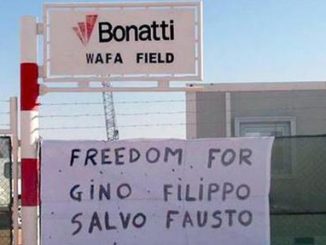 Bonatti
WAFA FIELD
FREEDOM FOR
GINO FILIPPO
SALVO FAUSTO